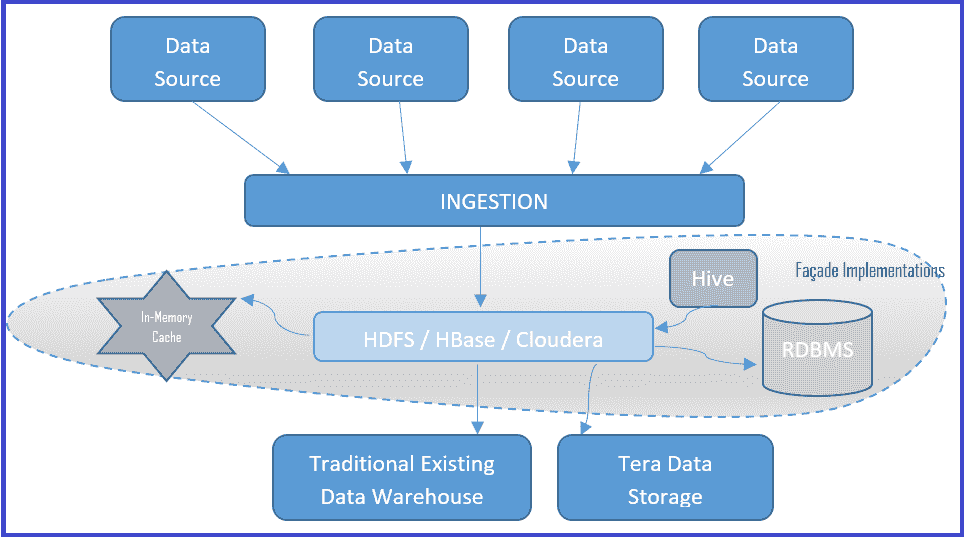 Data
Source
Data
Source
Data
Source
Data
Source
INGESTION
Façade Implementations
Hive
In-Memory
Cache
HDFS / HBase / Cloudera
RDBMS
Traditional Existing
Data Warehouse
Tera Data
Storage